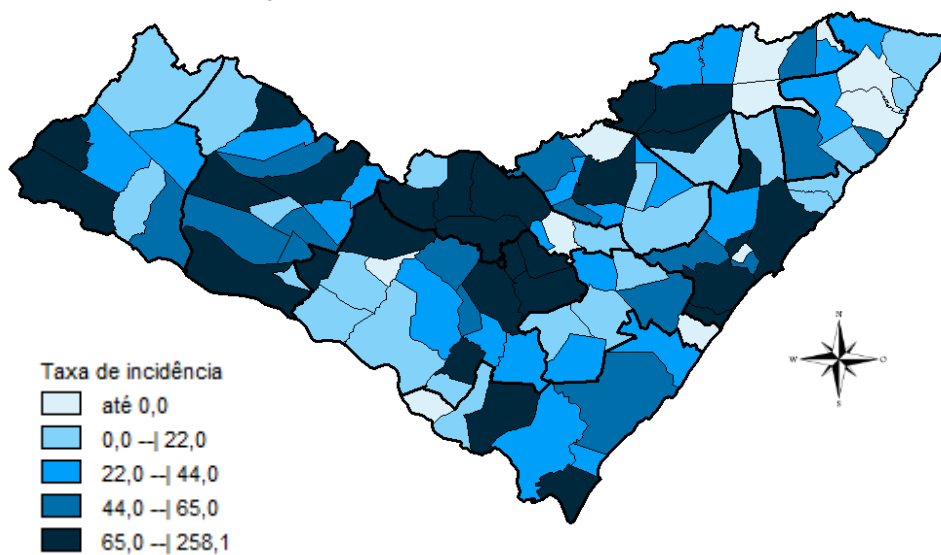 Taxa de incidência
até 0,0
0,0 --| 22,0
22,0 --| 44,0
44,0 --| 65,0
65,0 --| 258,1
N
W
O
S